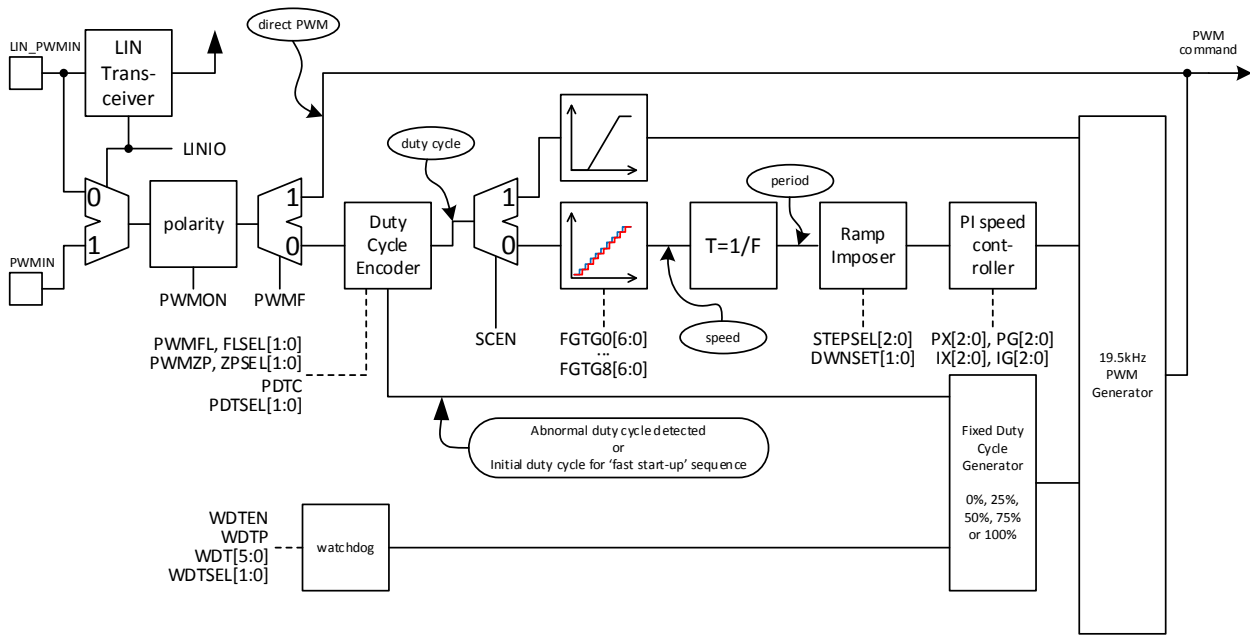 direct PWM
PWM
command
LIN_PWMIN
LIN
Trans-
ceiver
duty cycle
LINIO
0
1
polarity
1
0
PWMIN
PWMON
PWMF
Duty
Cycle
Encoder
1
0
SCEN
period
T=1/F
Ramp
Imposer
PI speed
cont-
roller
speed
PWMFL, FLSEL[1:0]
PWMZP, ZPSEL[1:0]
PDTC
PDTSEL[1:0]
FGTG0[6:0]
...
FGTG8[6:0]
STEPSEL[2:0]
DWNSET[1:0]
PX[2:0], PG[2:0]
IX[2:0], IG[2:0]
19.5kHz
PWM
Generator
Abnormal duty cycle detected
or
Initial duty cycle for ‘fast start-up’ sequence
Fixed Duty
Cycle
Generator
0%, 25%,
50%, 75%
or 100%
WDTEN
WDTP
WDT[5:0]
WDTSEL[1:0]
watchdog